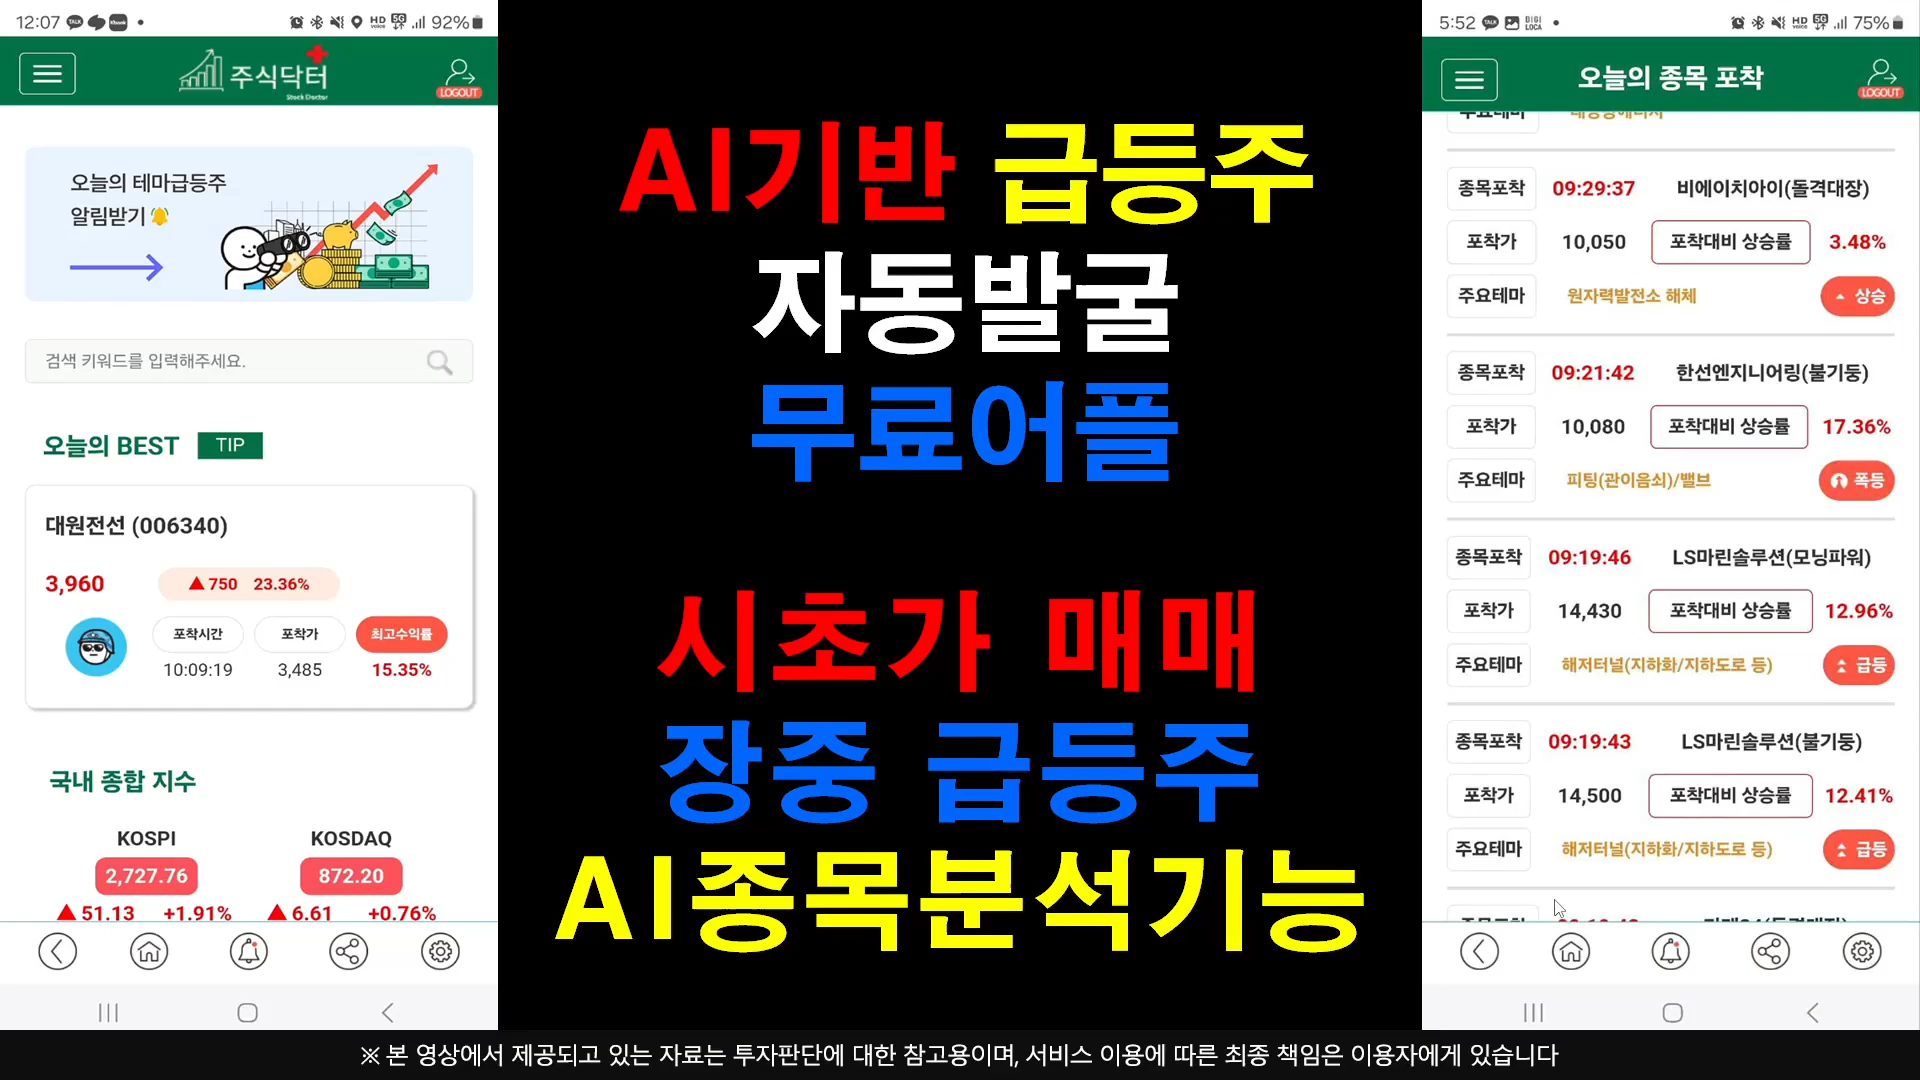 12:07
92%
주식닥터
Stock Doctor
LOGOUT
오늘의 테마급등주
알림받기
검색 키워드를 입력해주세요.
오늘의 BEST TIP
대원전선 (006340)
3,960 ▲750 23.36%
포착시간 포착가 최고수익률
10:09:19 3,485 15.35%
국내 종합 지수
KOSPI KOSDAQ
2,727.76 872.20
▲51.13 +1.91% ▲6.61 +0.76%
AI기반 급등주
자동발굴
무료어플
시초가 매매
장중 급등주
AI종목분석기능
5:52
75%
오늘의 종목 포착
LOGOUT
종목포착 09:29:37 비에이치아이(돌격대장)
포착가 10,050 포착대비 상승률 3.48%
주요테마 원자력발전소 해체 상승
종목포착 09:21:42 한선엔지니어링(불기둥)
포착가 10,080 포착대비 상승률 17.36%
주요테마 피팅(관이음쇠)/밸브 폭등
종목포착 09:19:46 LS마린솔루션(모닝파워)
포착가 14,430 포착대비 상승률 12.96%
주요테마 해저터널(지하화/지하도로 등) 급등
종목포착 09:19:43 LS마린솔루션(불기둥)
포착가 14,500 포착대비 상승률 12.41%
주요테마 해저터널(지하화/지하도로 등) 급등
※ 본 영상에서 제공되고 있는 자료는 투자판단에 대한 참고용이며, 서비스 이용에 따른 최종 책임은 이용자에게 있습니다